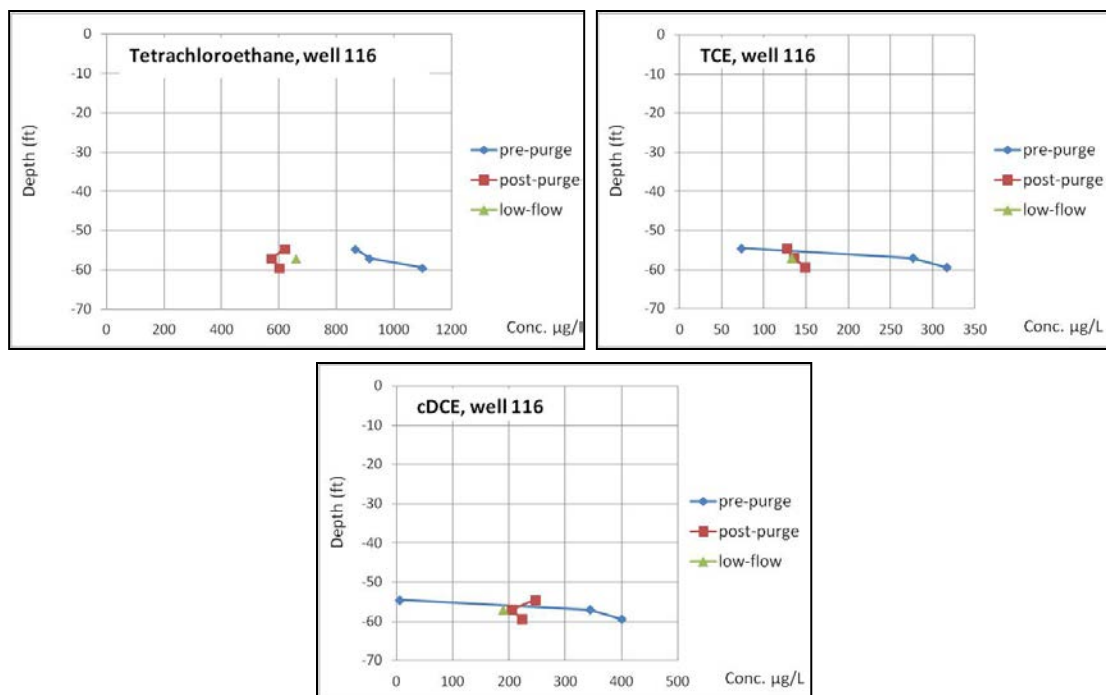 Tetrachloroethane, well 116
Depth (ft)
0
-10
-20
-30
-40
-50
-60
-70
0 200 400 600 800 1000 1200
Conc. µg/l
pre-purge
post-purge
low-flow
TCE, well 116
Depth (ft)
0
-10
-20
-30
-40
-50
-60
-70
0 50 100 150 200 250 300 350
Conc. µg/L
pre-purge
post-purge
low-flow
cDCE, well 116
Depth (ft)
0
-10
-20
-30
-40
-50
-60
-70
0 100 200 300 400 500
Conc. µg/L
pre-purge
post-purge
low-flow